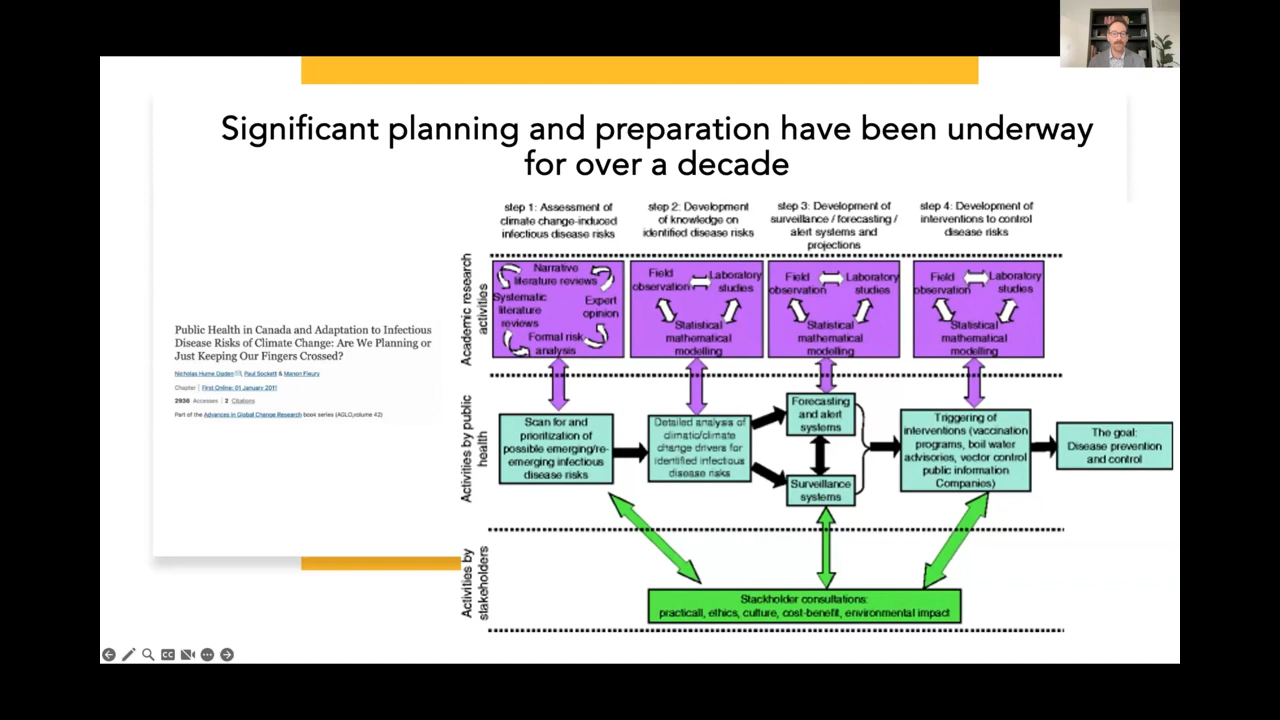 Significant planning and preparation have been underway
for over a decade
Public Health in Canada and Adaptation to Infectious
Disease Risks of Climate Change: Are We Planning or
Just Keeping Our Fingers Crossed?
Nicholas Hume Ogden, Paul Sockett & Manon Fleury
Chapter | First Online: 01 January 2011
2936 Accesses | 2 Citations
Part of the Advances in Global Change Research book series (AGLO,volume 42)
step 1: Assessment of
climate change-induced
infectious disease risks
step 2: Development
of knowledge on
identified disease risks
step 3: Development of
surveillance / forecasting /
alert systems and
projections
step 4: Development of
interventions to control
disease risks
Academic research
activities
Narrative
literature reviews
Systematic
literature
reviews
Expert
opinion
Formal risk
analysis
Field
observation
Laboratory
studies
Statistical
mathematical
modelling
Field
observation
Laboratory
studies
Statistical
mathematical
modelling
Field
observation
Laboratory
studies
Statistical
mathematical
modelling
Activities by public
health
Scan for and
prioritization of
possible emerging/re-
emerging infectious
disease risks
Detailed analysis of
climatic/climate
change drivers for
identified infectious
disease risks
Forecasting
and alert
systems
Surveillance
systems
Triggering of
interventions (vaccination
programs, boil water
advisories, vector control
public information
Companies)
The goal:
Disease prevention
and control
Activities by
stakeholders
Stackholder consultations:
practicall, ethics, culture, cost-benefit, environmental impact
CC